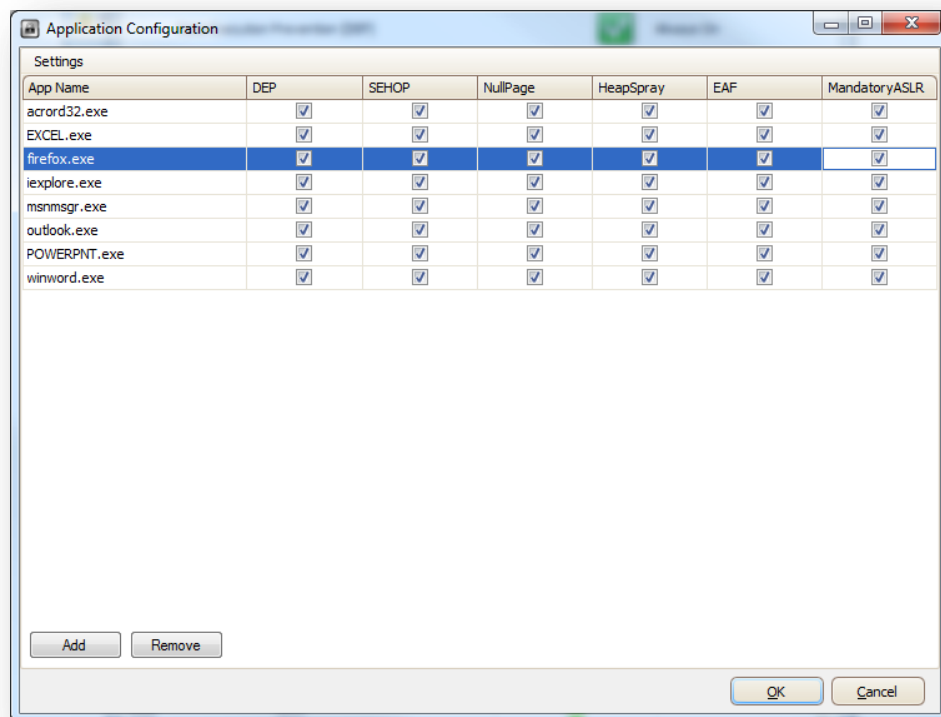 Application Configuration
Settings
App Name DEP SEHOP NullPage HeapSpray EAF MandatoryASLR
acrord32.exe
EXCEL.exe
firefox.exe
iexplore.exe
msnmsgr.exe
outlook.exe
POWERPNT.exe
winword.exe
Add Remove
OK Cancel